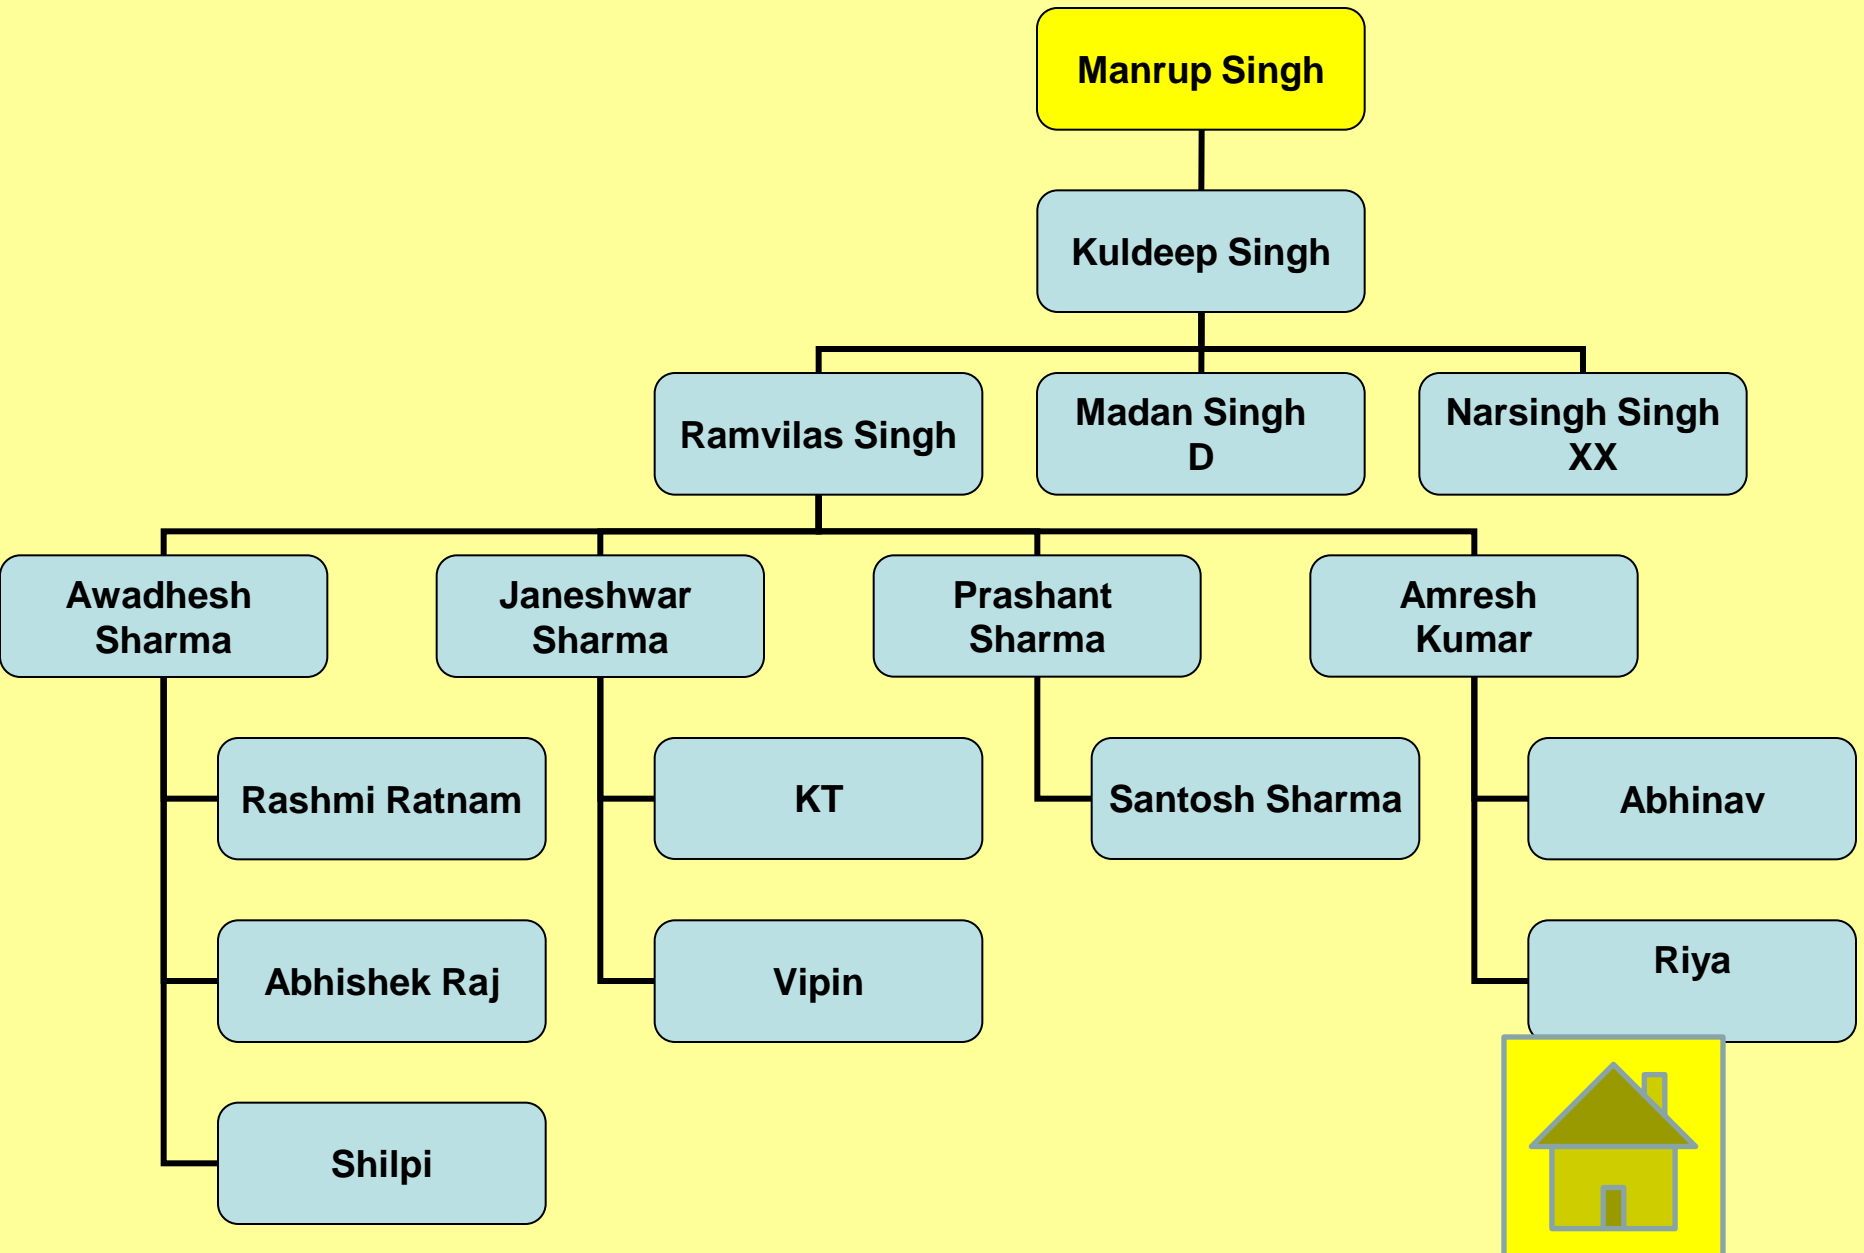 Manrup Singh
Kuldeep Singh
Ramvilas Singh
Madan Singh
D
Narsingh Singh
XX
Awadhesh
Sharma
Janeshwar
Sharma
Prashant
Sharma
Amresh
Kumar
Rashmi Ratnam
KT
Santosh Sharma
Abhinav
Abhishek Raj
Vipin
Riya
Shilpi